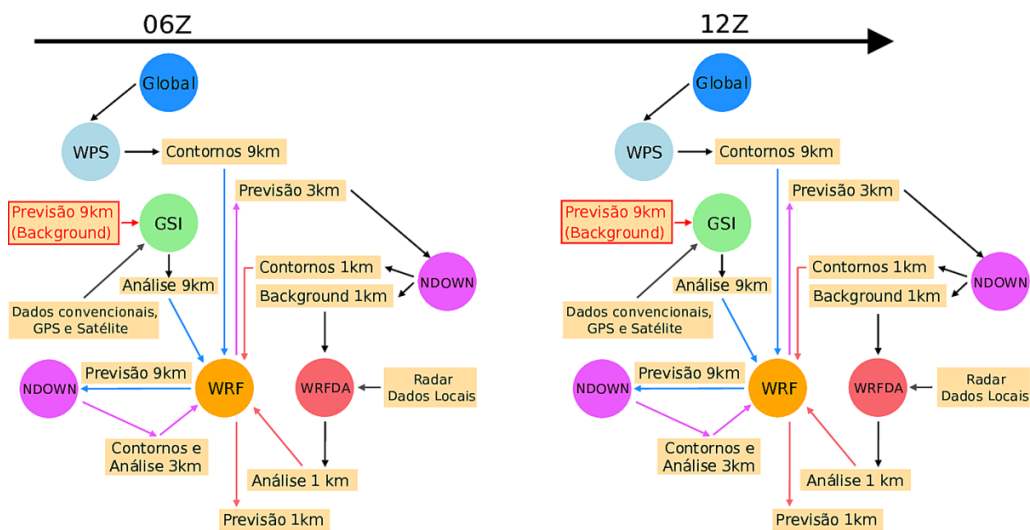 06Z
12Z
Global
WPS
Contornos 9km
Previsão 3km
Previsão 9km
(Background)
GSI
Análise 9km
Contornos 1km
Background 1km
NDOWN
Dados convencionais,
GPS e Satélite
NDOWN
Previsão 9km
WRF
WRFDA
Radar
Dados Locais
Contornos e
Análise 3km
Análise 1 km
Previsão 1km
Global
WPS
Contornos 9km
Previsão 3km
Previsão 9km
(Background)
GSI
Análise 9km
Contornos 1km
Background 1km
NDOWN
Dados convencionais,
GPS e Satélite
NDOWN
Previsão 9km
WRF
WRFDA
Radar
Dados Locais
Contornos e
Análise 3km
Análise 1 km
Previsão 1km